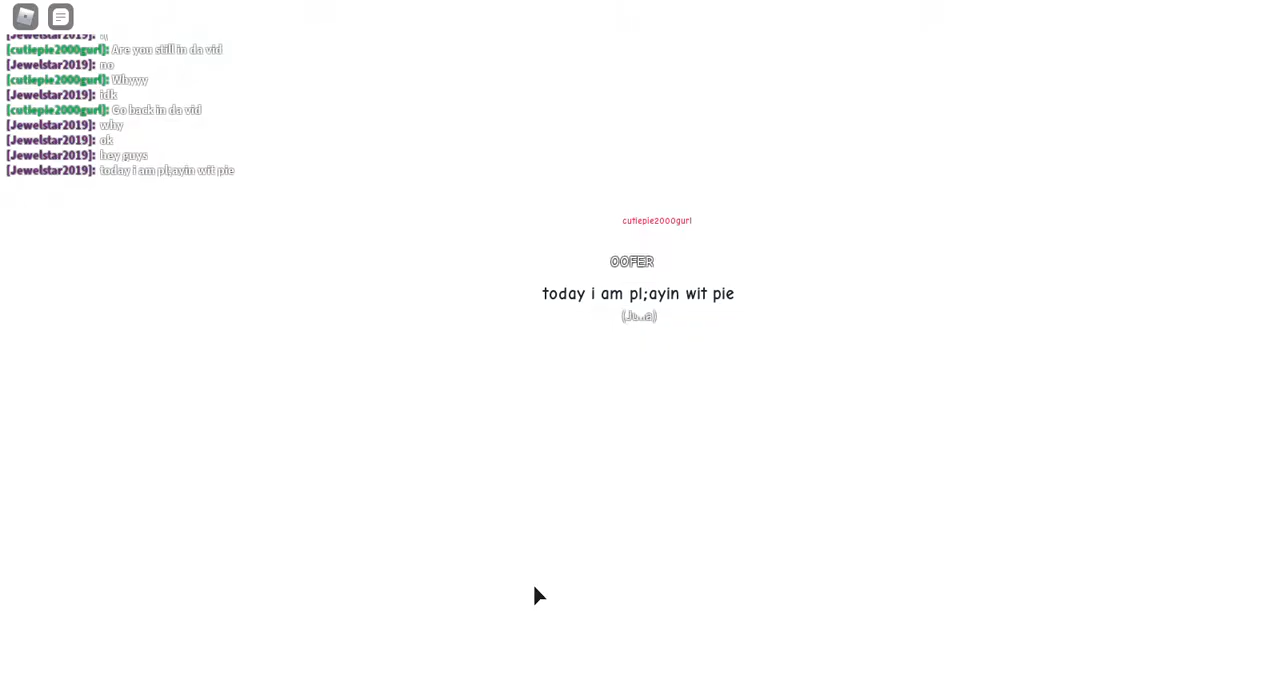 [Jewelstar2019]:
[cutiepie2000gurl]: Are you still in da vid
[Jewelstar2019]: no
[cutiepie2000gurl]: Whyyy
[Jewelstar2019]: idk
[cutiepie2000gurl]: Go back in da vid
[Jewelstar2019]: why
[Jewelstar2019]: ok
[Jewelstar2019]: hey guys
[Jewelstar2019]: today i am pl;ayin wit pie
cutiepie2000gurl
OOFER
today i am pl;ayin wit pie